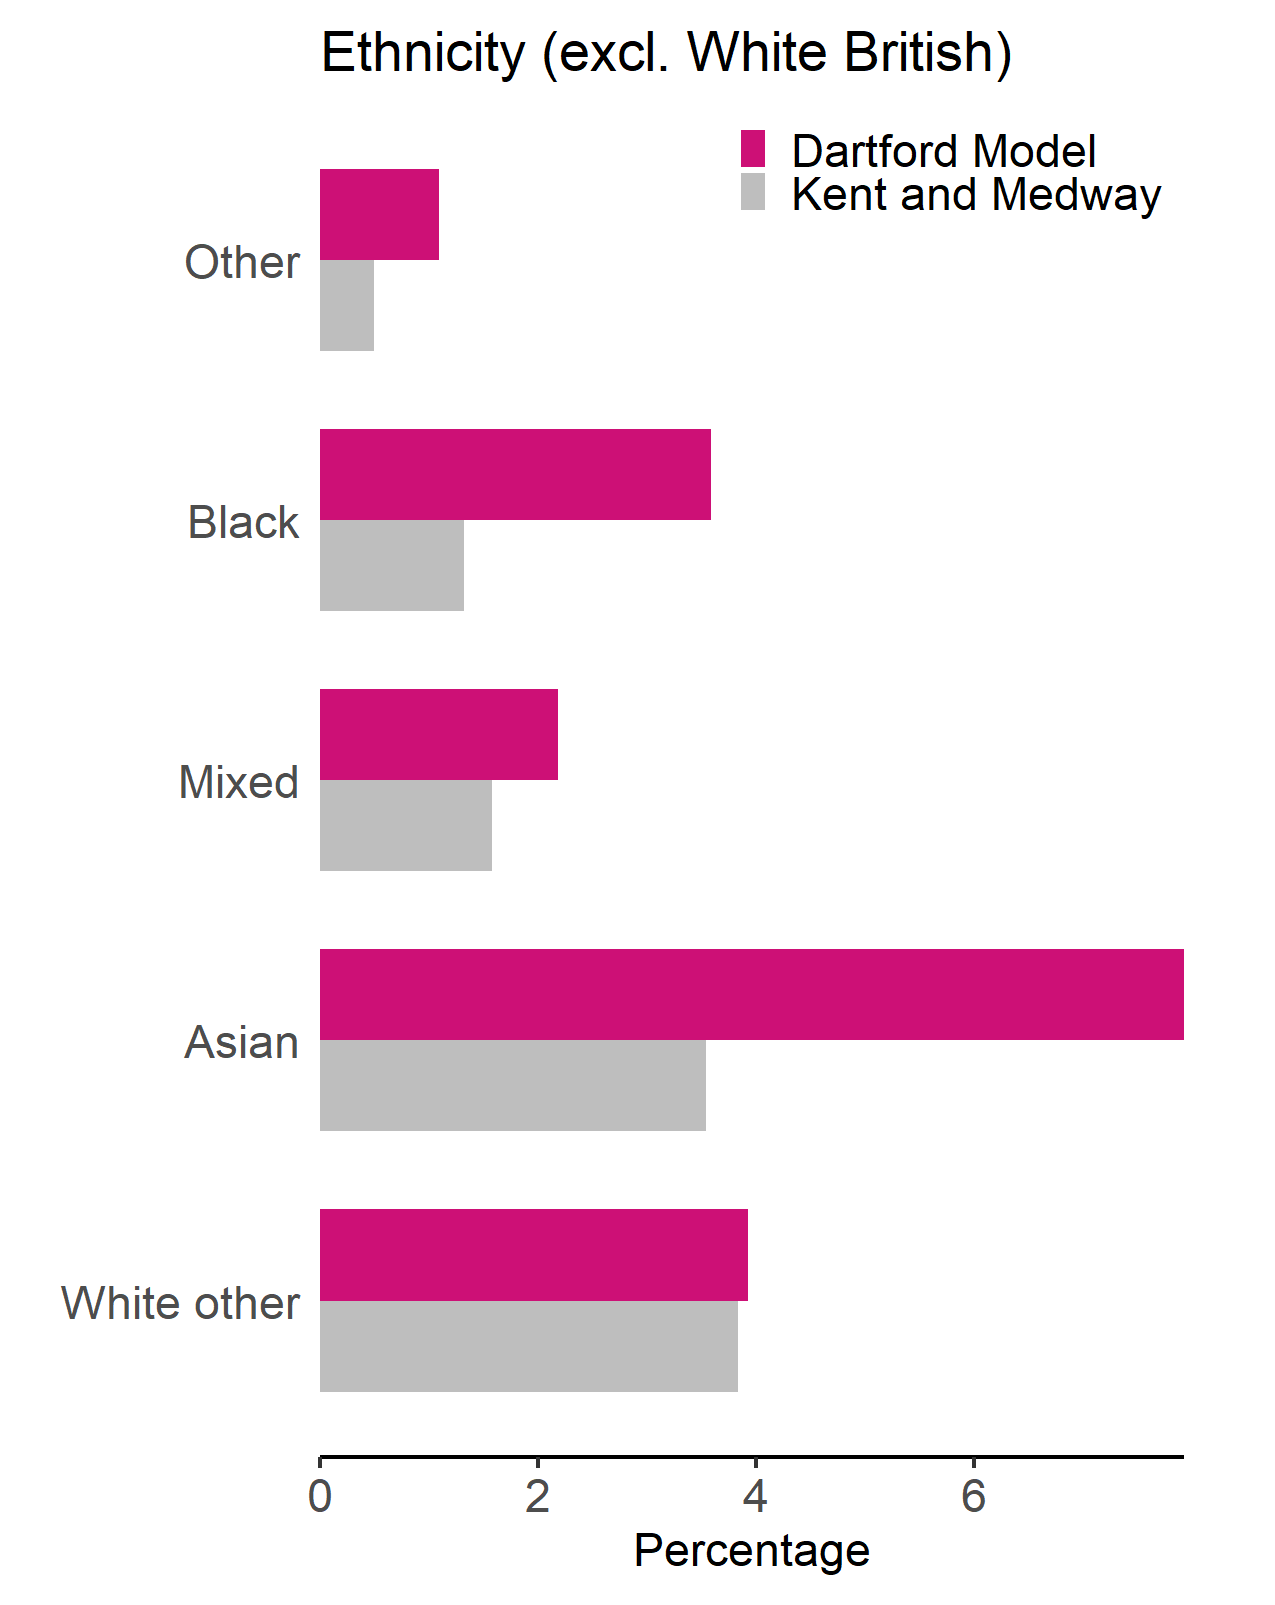 Ethnicity (excl. White British)
Dartford Model
Kent and Medway
Other
Black
Mixed
Asian
White other
0 2 4 6
Percentage